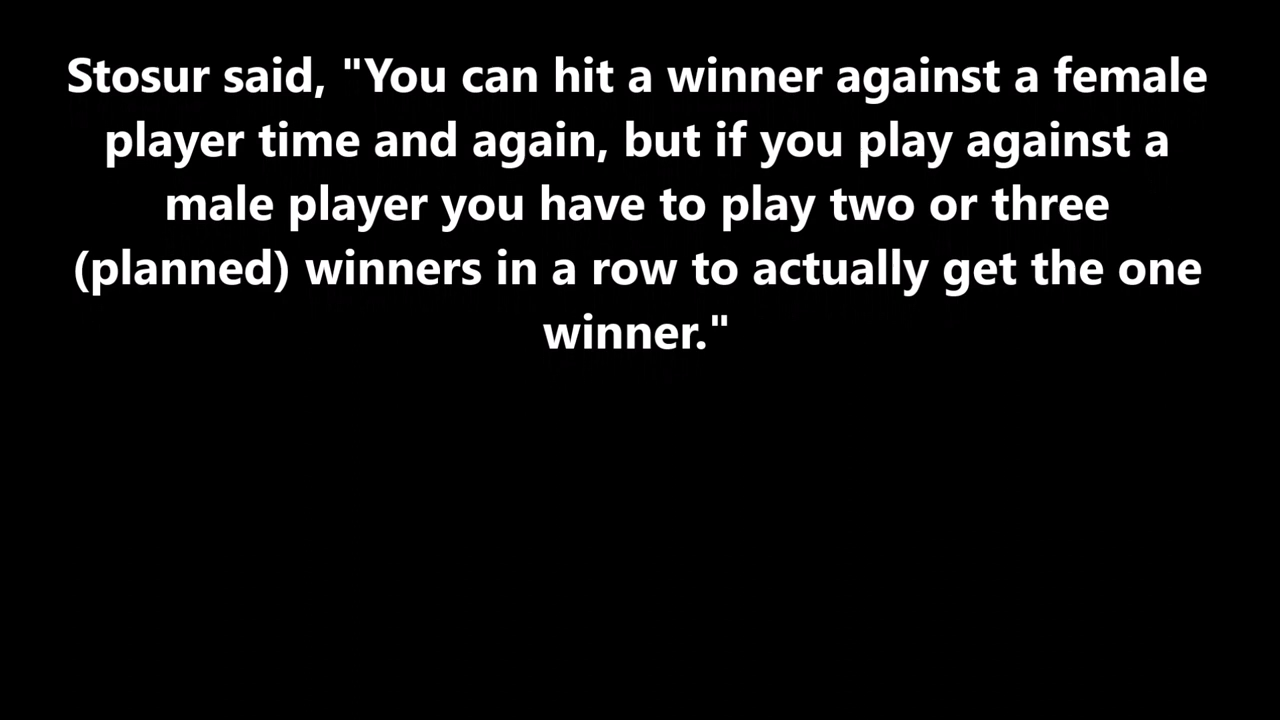 Stosur said, "You can hit a winner against a female
player time and again, but if you play against a
male player you have to play two or three
(planned) winners in a row to actually get the one
winner."